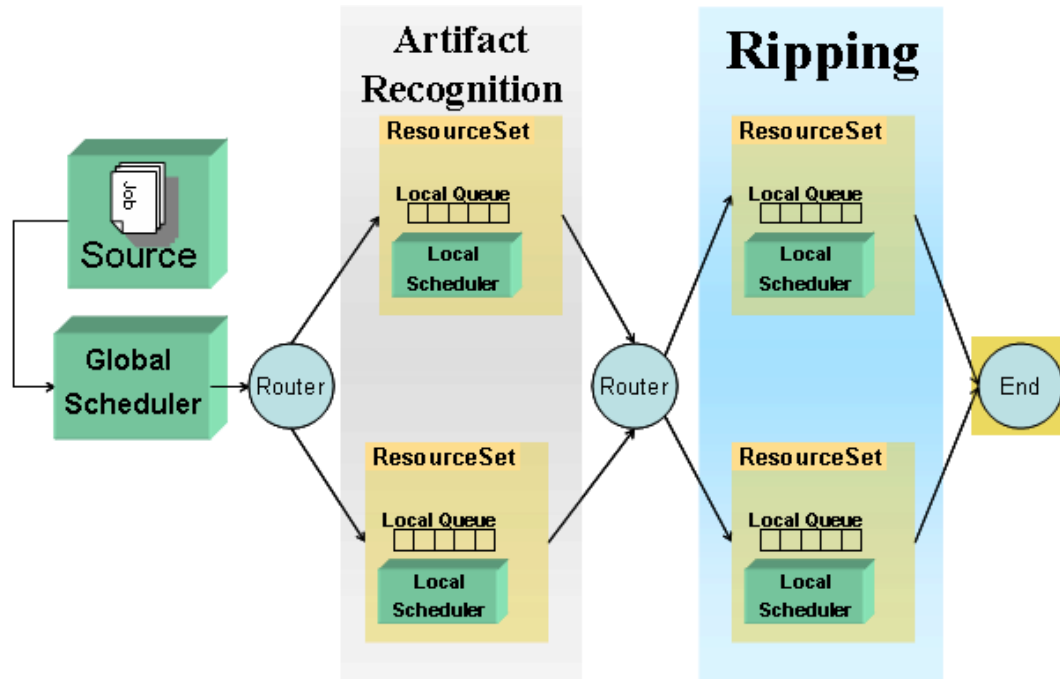 Artifact
Recognition
Ripping
Job
Source
Global
Scheduler
Router
ResourceSet
Local Queue
Local
Scheduler
ResourceSet
Local Queue
Local
Scheduler
Router
ResourceSet
Local Queue
Local
Scheduler
ResourceSet
Local Queue
Local
Scheduler
End